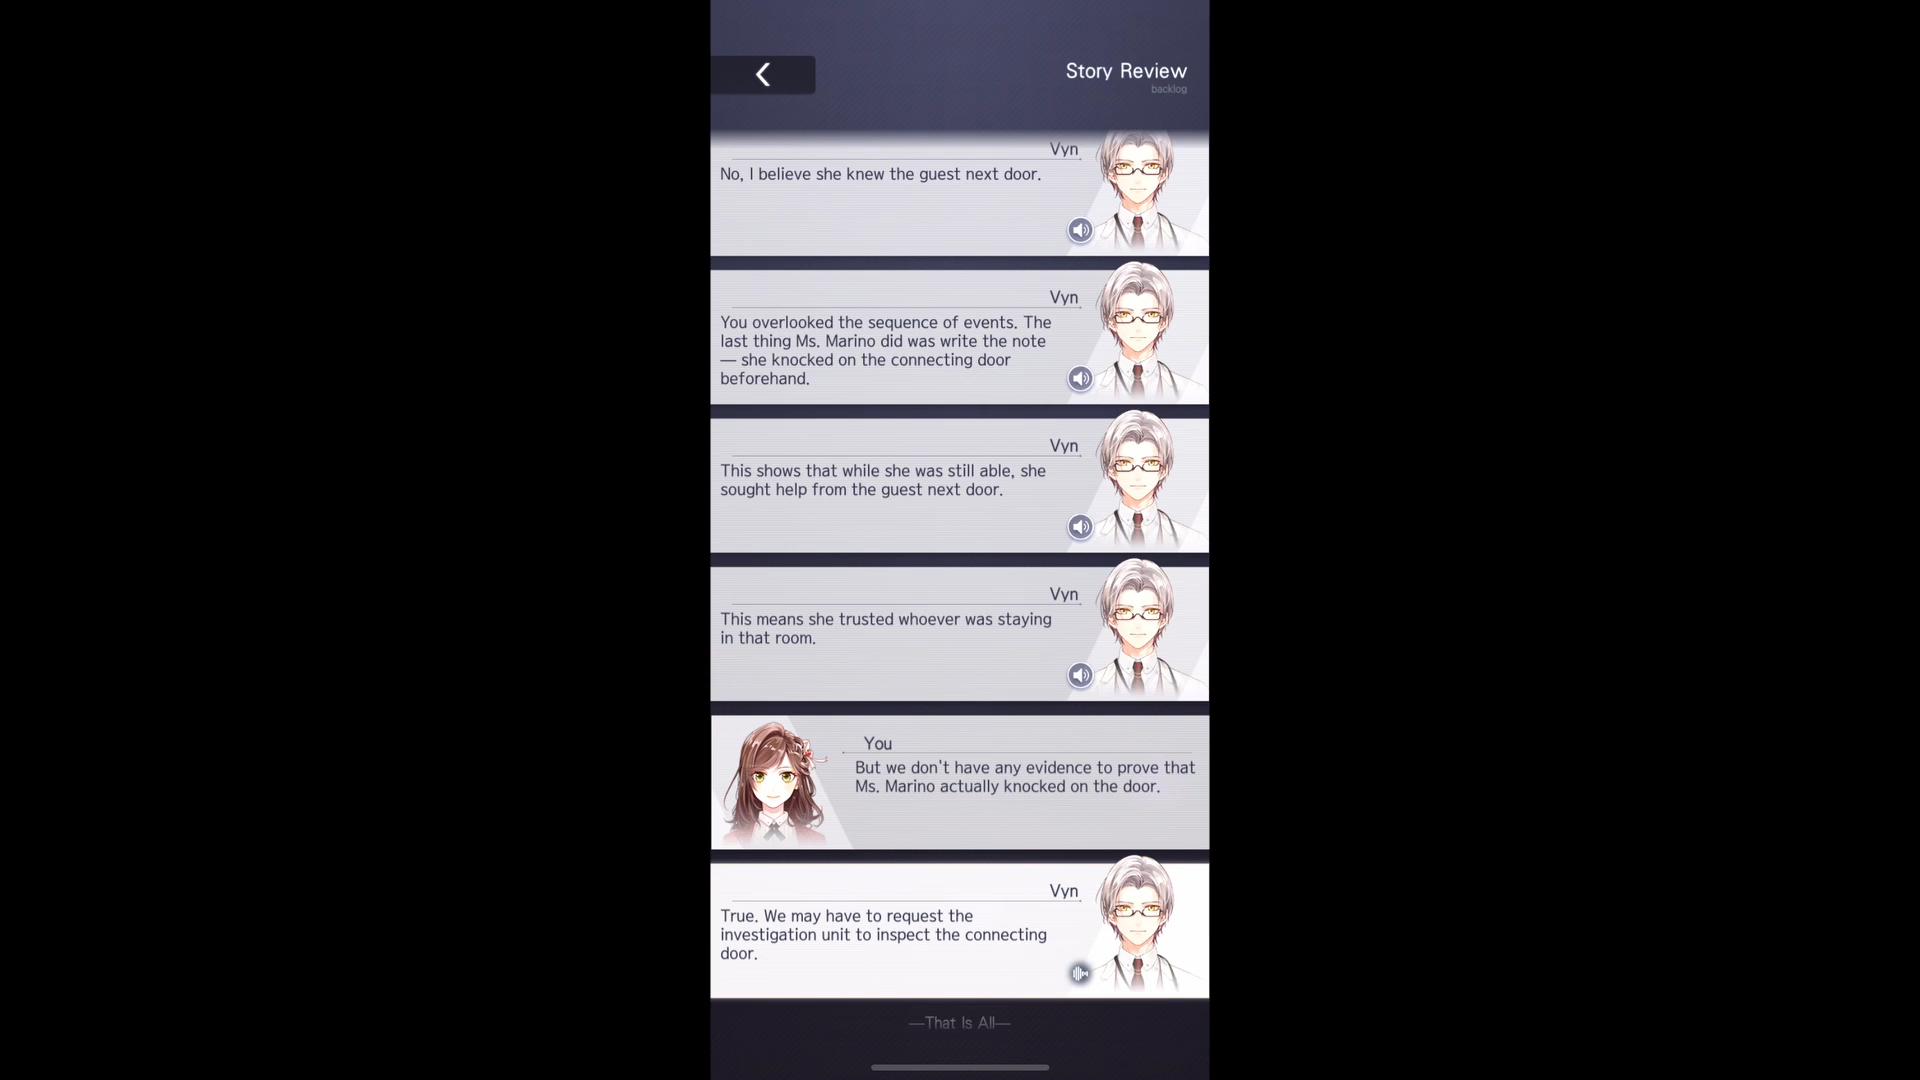 Story Review
backlog
Vyn
No, I believe she knew the guest next door.
Vyn
You overlooked the sequence of events. The
last thing Ms. Marino did was write the note
— she knocked on the connecting door
beforehand.
Vyn
This shows that while she was still able, she
sought help from the guest next door.
Vyn
This means she trusted whoever was staying
in that room.
You
But we don't have any evidence to prove that
Ms. Marino actually knocked on the door.
Vyn
True. We may have to request the
investigation unit to inspect the connecting
door.
—That Is All—